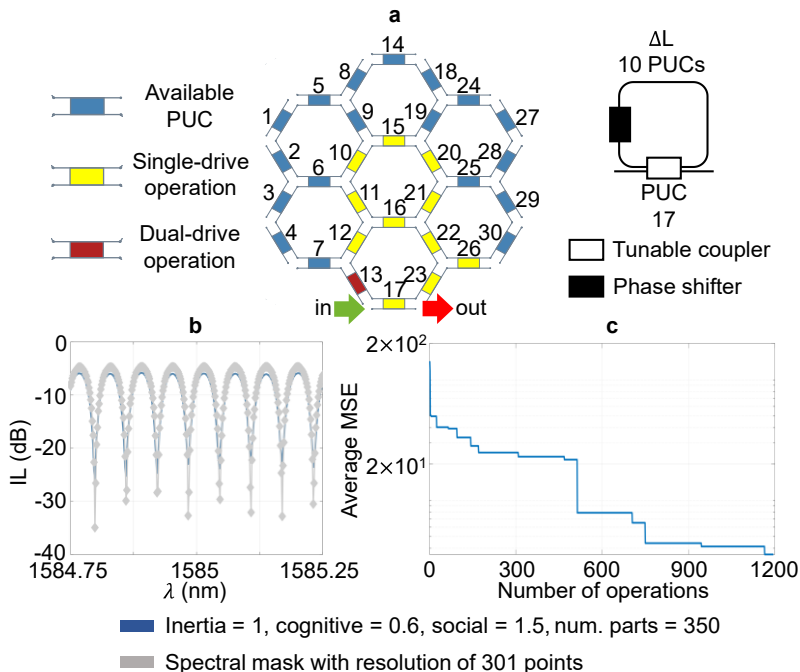 a
Available
PUC
Single-drive
operation
Dual-drive
operation
14
8
18
5
24
1
9
19
27
15
2
10
20
28
6
25
3
11
21
29
16
4
12
22
30
7
26
13
23
17
in
out
ΔL
10 PUCs
PUC
17
Tunable coupler
Phase shifter
b
0
-10
-20
-30
-40
IL (dB)
1584.75
1585
1585.25
λ (nm)
c
2×10²
2×10¹
Average MSE
0
300
600
900
1200
Number of operations
Inertia = 1, cognitive = 0.6, social = 1.5, num. parts = 350
Spectral mask with resolution of 301 points